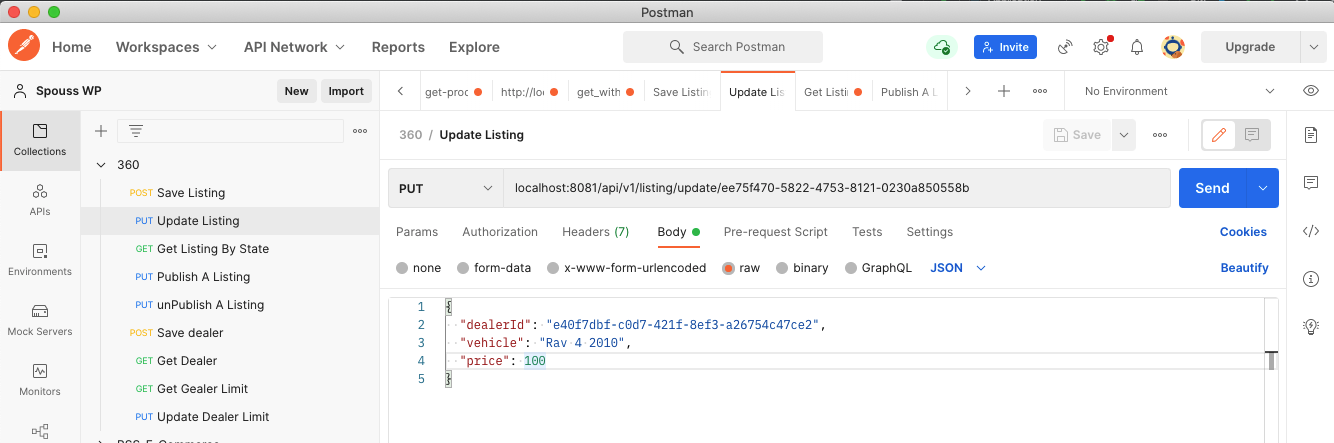 Postman
Home Workspaces API Network Reports Explore Search Postman Invite Upgrade
Spouss WP New Import get-proc http://loc get_with Save Listin Update Lis Get Listin Publish A L No Environment
Collections
APIs
Environments
Mock Servers
Monitors
360
POST Save Listing
PUT Update Listing
GET Get Listing By State
PUT Publish A Listing
PUT unPublish A Listing
POST Save dealer
GET Get Dealer
GET Get Gealer Limit
PUT Update Dealer Limit
360 / Update Listing Save
PUT localhost:8081/api/v1/listing/update/ee75f470-5822-4753-8121-0230a850558b Send
Params Authorization Headers (7) Body Pre-request Script Tests Settings Cookies
none form-data x-www-form-urlencoded raw binary GraphQL JSON Beautify
1 {
2 "dealerId": "e40f7dbf-c0d7-421f-8ef3-a26754c47ce2",
3 "vehicle": "Rav 4 2010",
4 "price": 100
5 }